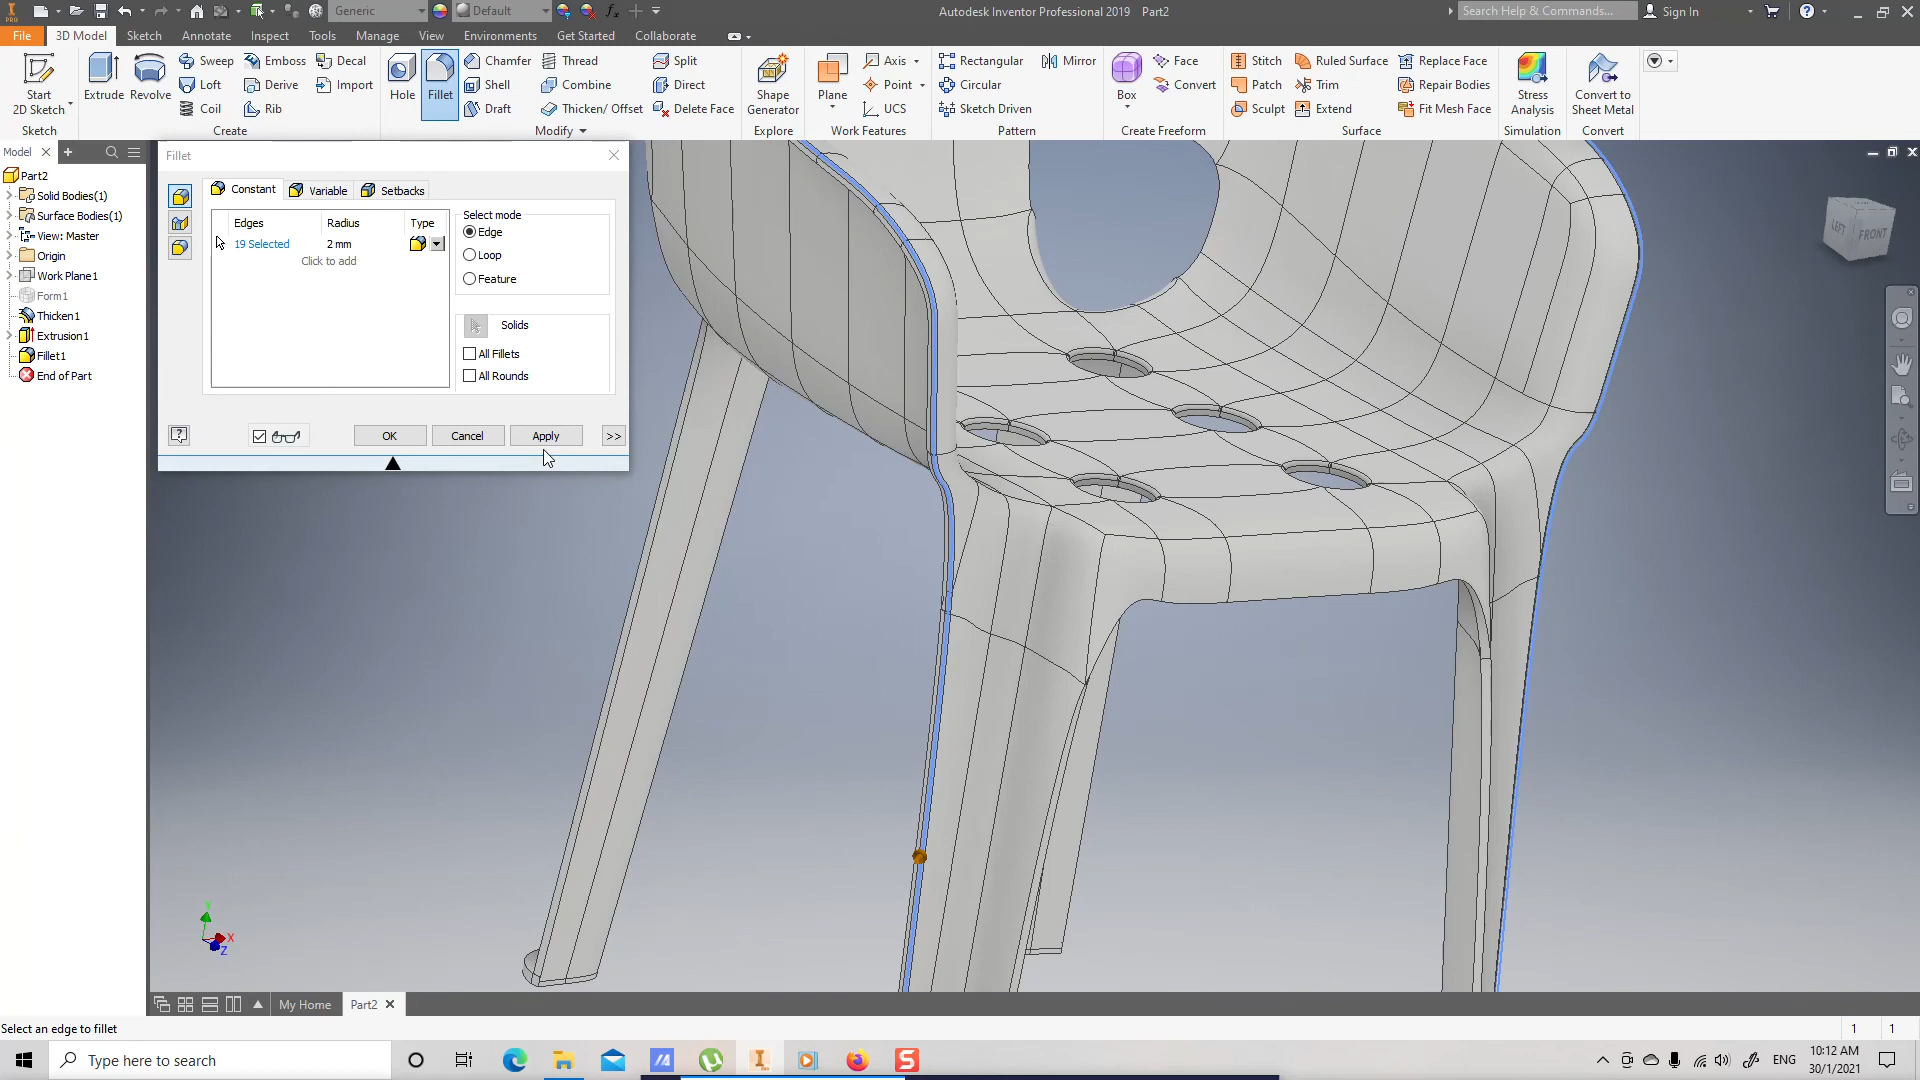 Generic
Default
Autodesk Inventor Professional 2019 Part2
Search Help & Commands...
Sign In
File 3D Model Sketch Annotate Inspect Tools Manage View Environments Get Started Collaborate
Start
2D Sketch
Extrude
Revolve
Sweep
Loft
Coil
Emboss
Derive
Rib
Decal
Import
Hole
Fillet
Chamfer
Shell
Draft
Thread
Combine
Thicken/ Offset
Split
Direct
Delete Face
Shape
Generator
Plane
Axis
Point
UCS
Rectangular
Circular
Sketch Driven
Mirror
Box
Face
Convert
Stitch
Patch
Sculpt
Ruled Surface
Trim
Extend
Replace Face
Repair Bodies
Fit Mesh Face
Stress
Analysis
Convert to
Sheet Metal
Sketch Create Modify Explore Work Features Pattern Create Freeform Surface Simulation Convert
Model
Part2
Solid Bodies(1)
Surface Bodies(1)
View: Master
Origin
Work Plane1
Form1
Thicken1
Extrusion1
Fillet1
End of Part
Fillet
Constant Variable Setbacks
Edges Radius Type
19 Selected 2 mm
Click to add
Select mode
Edge
Loop
Feature
Solids
All Fillets
All Rounds
OK Cancel Apply >>
LEFT FRONT
Y
X
Z
My Home Part2
Select an edge to fillet
1 1
Type here to search
ENG
10:12 AM
30/1/2021